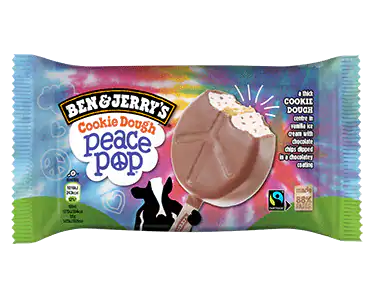 BEN & JERRY'S
Cookie Dough
peace
pop
a thick
COOKIE
DOUGH
centre in
vanilla ice
cream with
chocolate
chips dipped
in a chocolatey
coating
FAIRTRADE